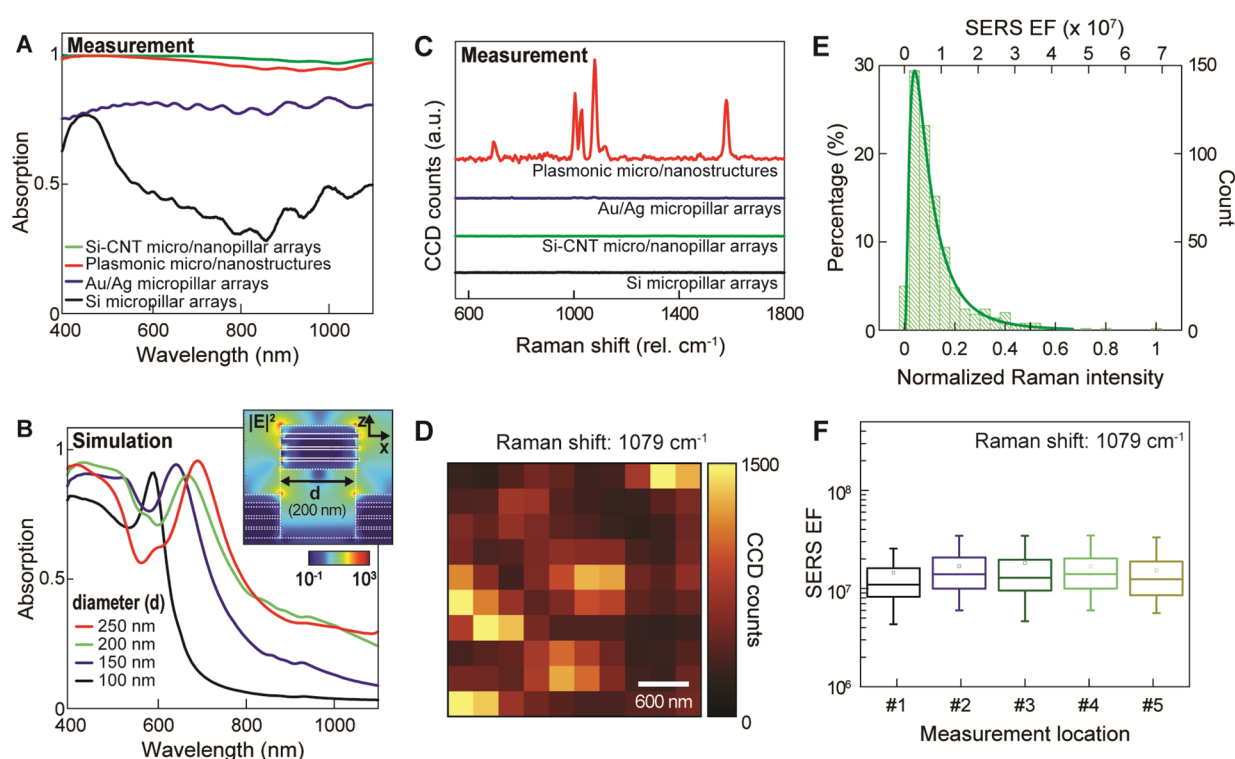 A
Measurement
1
0.5
Absorption
Si-CNT micro/nanopillar arrays
Plasmonic micro/nanostructures
Au/Ag micropillar arrays
Si micropillar arrays
400
600
800
1000
Wavelength (nm)
C
Measurement
CCD counts (a.u.)
Plasmonic micro/nanostructures
Au/Ag micropillar arrays
Si-CNT micro/nanopillar arrays
Si micropillar arrays
600
1000
1400
1800
Raman shift (rel. cm⁻¹)
E
SERS EF (x 10⁷)
0 1 2 3 4 5 6 7
30
20
10
0
Percentage (%)
150
100
50
0
Count
0 0.2 0.4 0.6 0.8 1
Normalized Raman intensity
B
Simulation
1
0.5
0
Absorption
|E|²
z
x
d
(200 nm)
10⁻¹ 10³
diameter (d)
250 nm
200 nm
150 nm
100 nm
400 600 800 1000
Wavelength (nm)
D
Raman shift: 1079 cm⁻¹
600 nm
1500
0
CCD counts
F
Raman shift: 1079 cm⁻¹
10⁸
10⁷
10⁶
SERS EF
#1 #2 #3 #4 #5
Measurement location